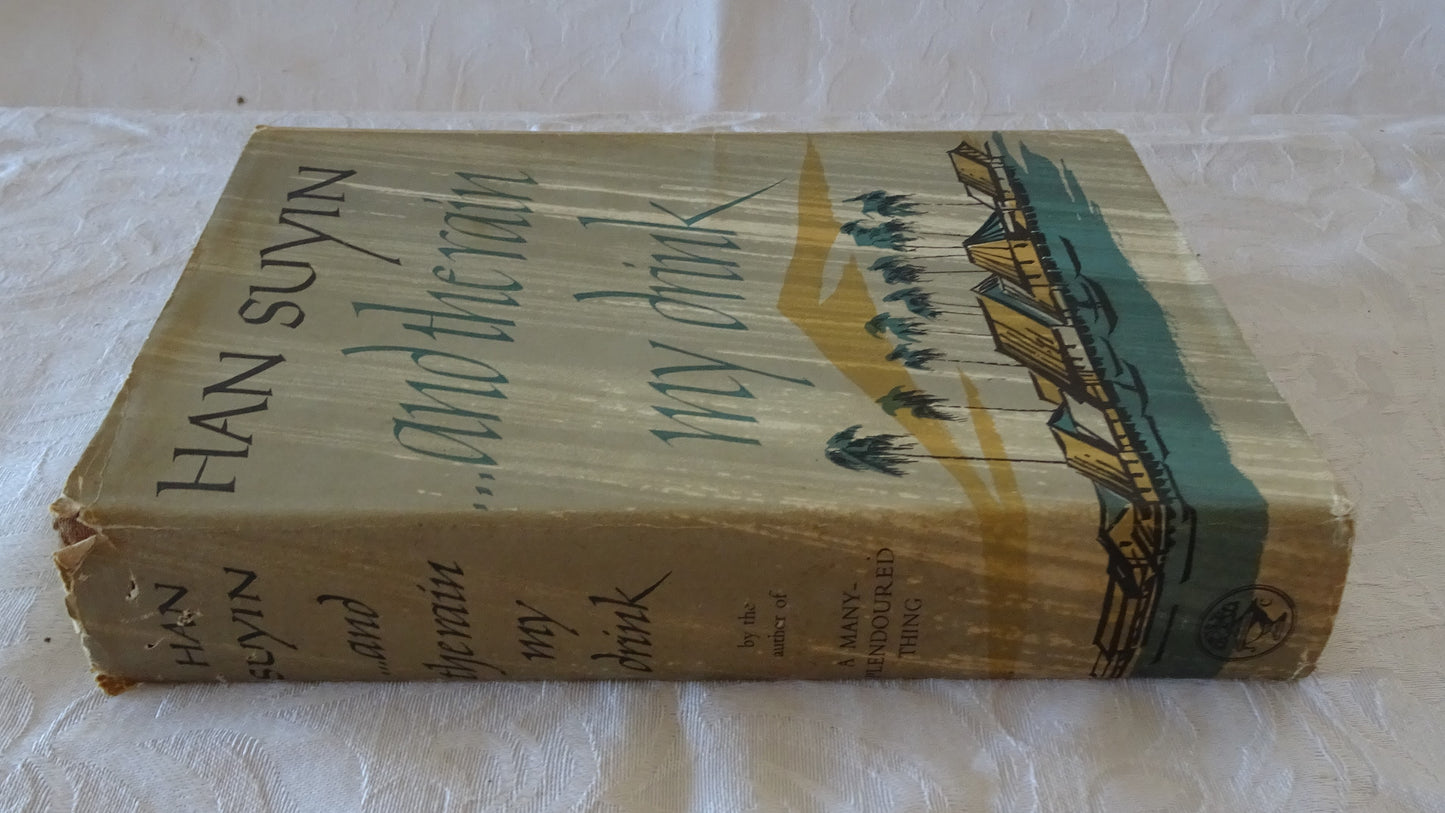 HAN SUYIN
...and the rain
my drink
HAN
SUYIN
...and
the rain
my
drink
by the
author of
A MANY-
SPLENDOURED
THING